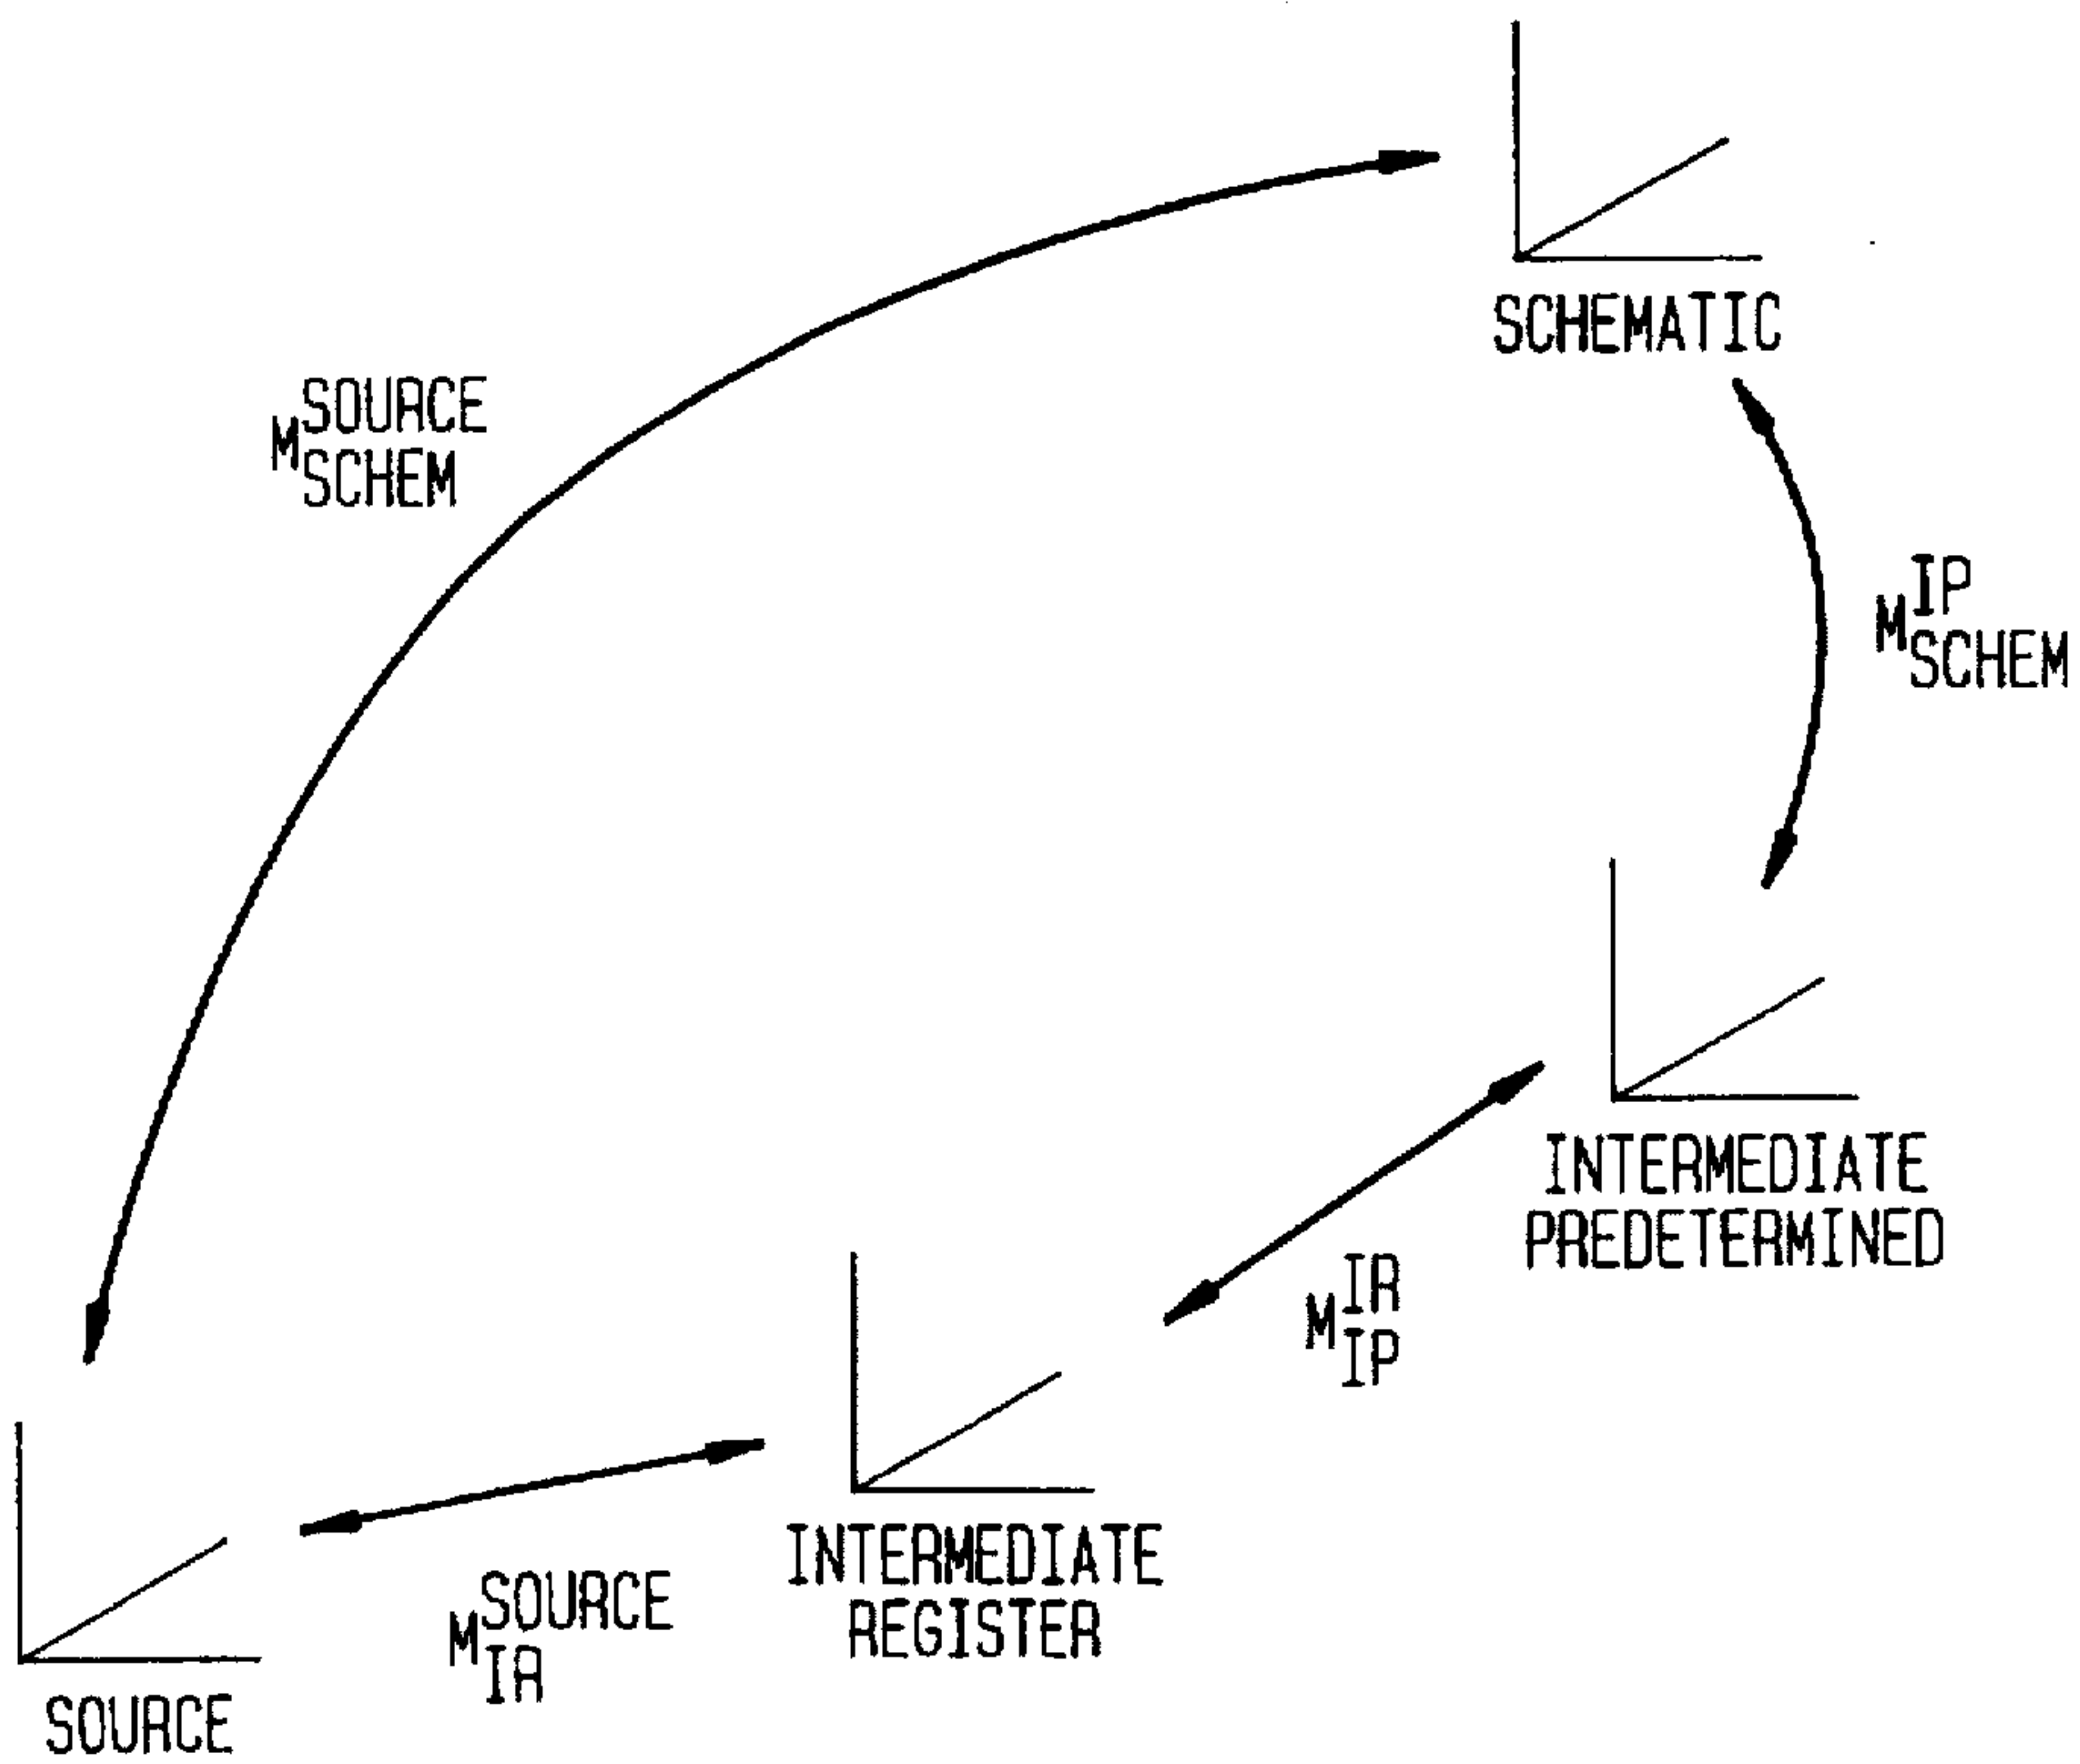 SCHEMATIC
M SOURCE SCHEM
M IP SCHEM
INTERMEDIATE
PREDETERMINED
M IR IP
INTERMEDIATE
REGISTER
M SOURCE IR
SOURCE